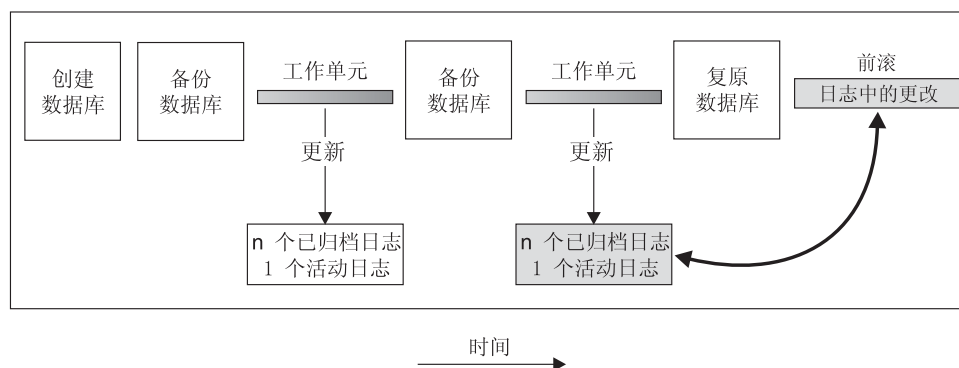 创建
数据库
备份
数据库
工作单元
备份
数据库
工作单元
复原
数据库
前滚
日志中的更改
更新
更新
n 个已归档日志
1 个活动日志
n 个已归档日志
1 个活动日志
时间